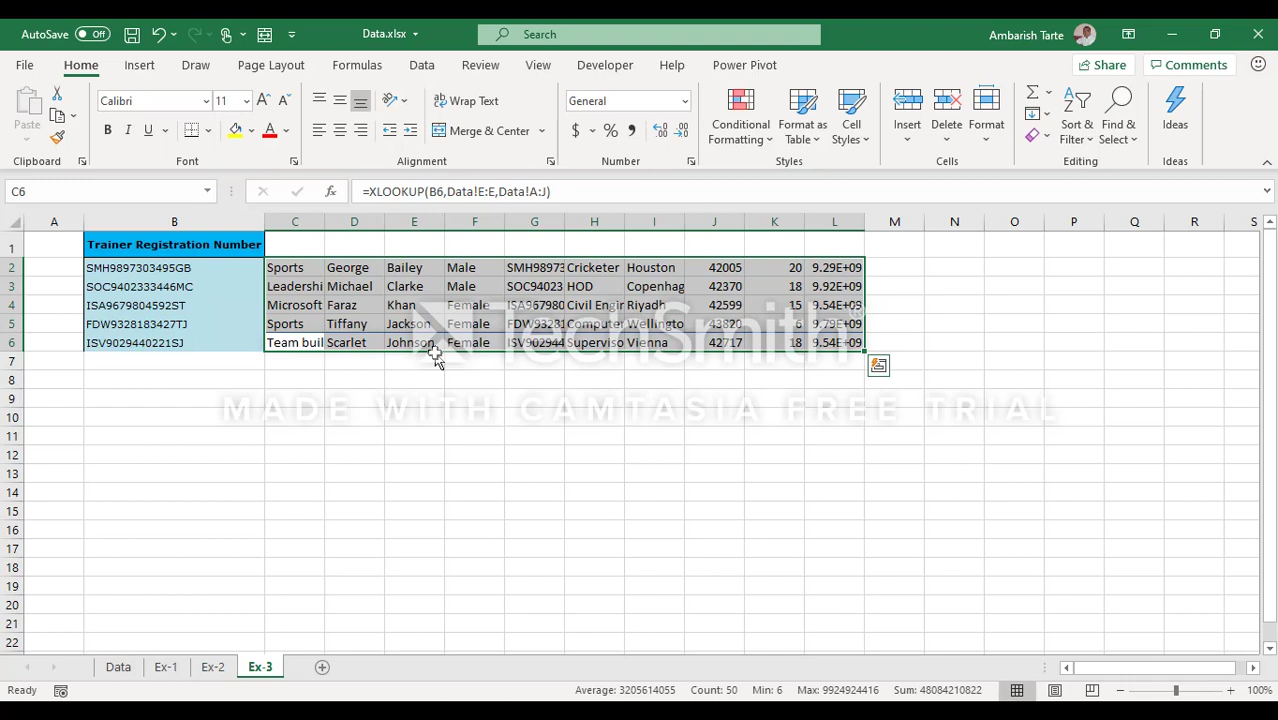 AutoSave Off Data.xlsx Search Ambarish Tarte
File Home Insert Draw Page Layout Formulas Data Review View Developer Help Power Pivot Share Comments
Paste Calibri 11 Wrap Text General Conditional Formatting Format as Table Cell Styles Insert Delete Format Sort & Filter Find & Select Ideas
B I U Merge & Center $ %
Clipboard Font Alignment Number Styles Cells Editing Ideas
C6 fx =XLOOKUP(B6,Data!E:E,Data!A:J)
A B C D E F G H I J K L M N O P Q R S
1 Trainer Registration Number
2 SMH9897303495GB Sports George Bailey Male SMH98973 Cricketer Houston 42005 20 9.29E+09
3 SOC9402333446MC Leadershi Michael Clarke Male SOC94023 HOD Copenhag 42370 18 9.92E+09
4 ISA9679804592ST Microsoft Faraz Khan Female ISA967980 Civil Engir Riyadh 42599 15 9.54E+09
5 FDW9328183427TJ Sports Tiffany Jackson Female FDW93281 Computer Wellingto 43820 6 9.79E+09
6 ISV9029440221SJ Team buil Scarlet Johnson Female ISV902944 Superviso Vienna 42717 18 9.54E+09
TechSmith®
7
8
9
MADE WITH CAMTASIA FREE TRIAL
10
11
12
13
14
15
16
17
18
19
20
21
22
Data Ex-1 Ex-2 Ex-3
Ready Average: 3205614055 Count: 50 Min: 6 Max: 9924924416 Sum: 48084210822 100%